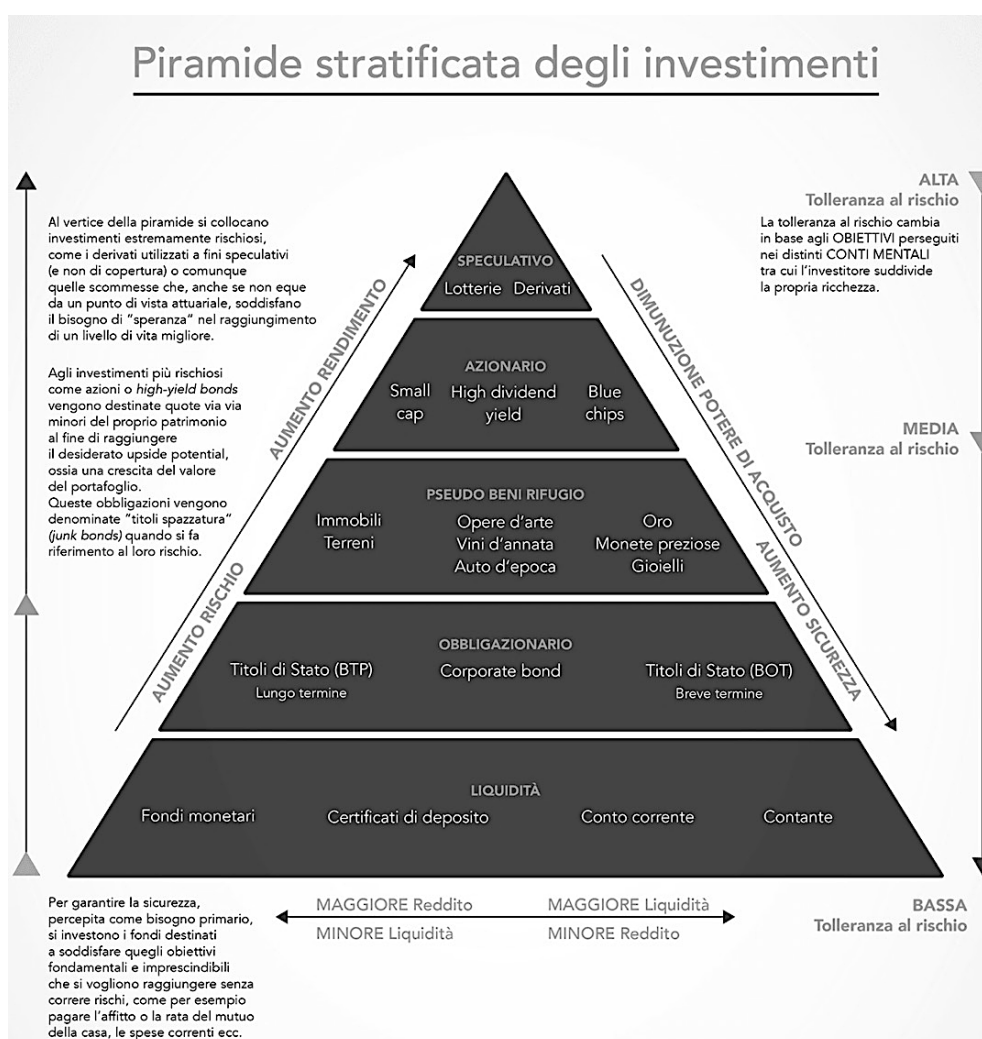 Piramide stratificata degli investimenti
Al vertice della piramide si collocano
investimenti estremamente rischiosi,
come i derivati utilizzati a fini speculativi
(e non di copertura) o comunque
quelle scommesse che, anche se non eque
da un punto di vista attuariale, soddisfano
il bisogno di “speranza” nel raggiungimento
di un livello di vita migliore.
Agli investimenti più rischiosi
come azioni o high-yield bonds
vengono destinate quote via via
minori del proprio patrimonio
al fine di raggiungere
il desiderato upside potential,
ossia una crescita del valore
del portafoglio.
Queste obbligazioni vengono
denominate “titoli spazzatura”
(junk bonds) quando si fa
riferimento al loro rischio.
AUMENTO RENDIMENTO
AUMENTO RISCHIO
SPECULATIVO
Lotterie Derivati
AZIONARIO
Small
cap
High dividend
yield
Blue
chips
PSEUDO BENI RIFUGIO
Immobili
Terreni
Opere d’arte
Vini d’annata
Auto d’epoca
Oro
Monete preziose
Gioielli
OBBLIGAZIONARIO
Titoli di Stato (BTP)
Lungo termine
Corporate bond
Titoli di Stato (BOT)
Breve termine
LIQUIDITÀ
Fondi monetari
Certificati di deposito
Conto corrente
Contante
DIMUNUZIONE POTERE DI ACQUISTO
AUMENTO SICUREZZA
ALTA
Tolleranza al rischio
La tolleranza al rischio cambia
in base agli OBIETTIVI perseguiti
nei distinti CONTI MENTALI
tra cui l’investitore suddivide
la propria ricchezza.
MEDIA
Tolleranza al rischio
BASSA
Tolleranza al rischio
Per garantire la sicurezza,
percepita come bisogno primario,
si investono i fondi destinati
a soddisfare quegli obiettivi
fondamentali e imprescindibili
che si vogliono raggiungere senza
correre rischi, come per esempio
pagare l’affitto o la rata del mutuo
della casa, le spese correnti ecc.
MAGGIORE Reddito
MINORE Liquidità
MAGGIORE Liquidità
MINORE Reddito